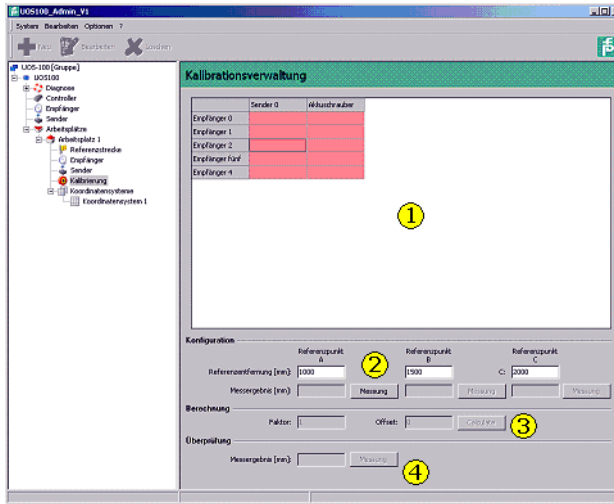 UOS100_Admin_V1
System Bearbeiten Optionen ?
Neu Bearbeiten Löschen
UOS-100 [Gruppe]
UOS100
Diagnose
Controller
Empfänger
Sender
Arbeitsplätze
Arbeitsplatz 1
Referenzstrecke
Empfänger
Sender
Kalibrierung
Koordinatensysteme
Koordinatensystem 1
Kalibrationsverwaltung
Sender 0 Akkuschrauber
Empfänger 0
Empfänger 1
Empfänger 2
Empfänger fünf
Empfänger 4
1
Konfiguration
Referenzpunkt A Referenzpunkt B Referenzpunkt C
Referenzentfernung [mm]: 1000 2 1500 C: 2000
Messergebnis [mm]: Messung Messung Messung
Berechnung
Faktor: 1 Offset: 0 Calculate 3
Überprüfung
Messergebnis [mm]: Messung 4